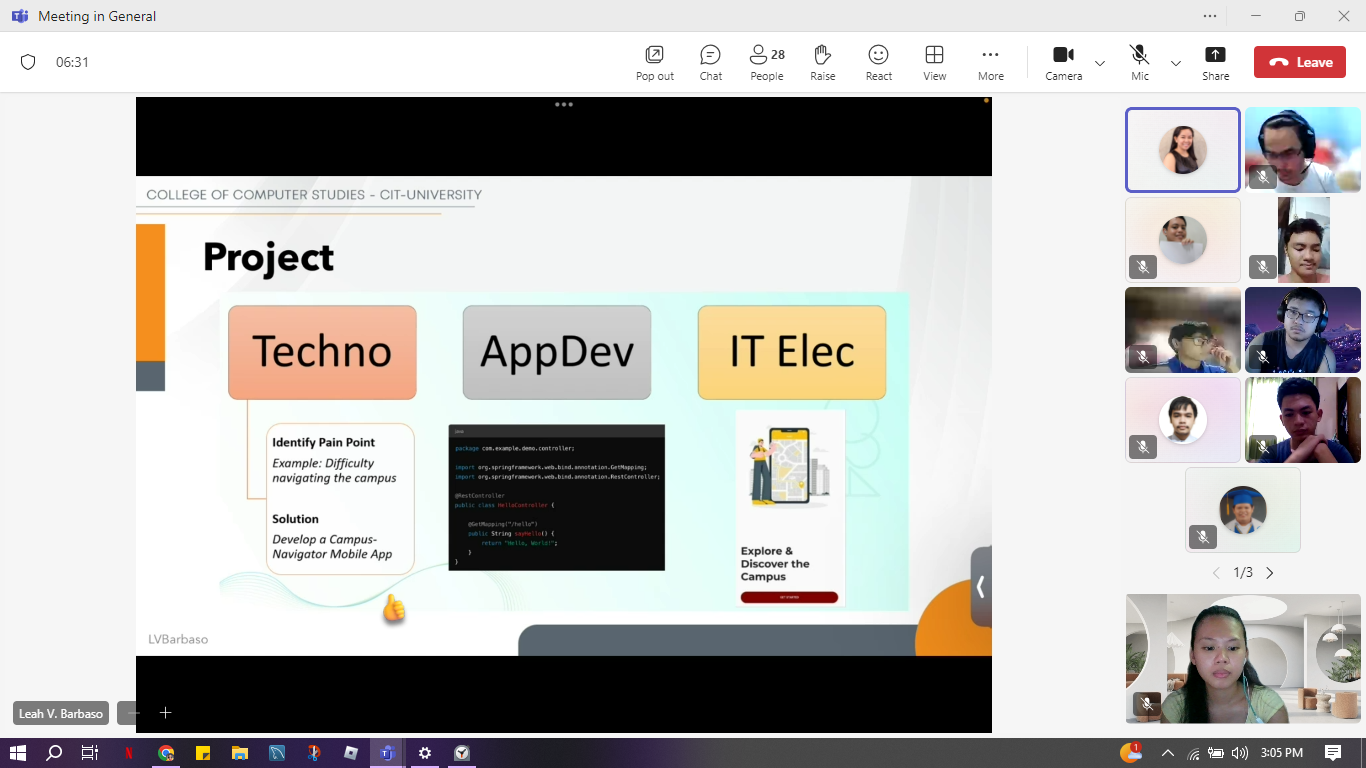 Meeting in General
06:31
Pop out
Chat
28
People
Raise
React
View
More
Camera
Mic
Share
Leave
COLLEGE OF COMPUTER STUDIES - CIT-UNIVERSITY
Project
Techno
AppDev
IT Elec
Identify Pain Point
Example: Difficulty
navigating the campus
Solution
Develop a Campus-
Navigator Mobile App
java
package com.example.demo.controller;
import org.springframework.web.bind.annotation.GetMapping;
import org.springframework.web.bind.annotation.RestController;
@RestController
public class HelloController {
@GetMapping("/hello")
public String sayHello() {
return "Hello, World!";
}
}
Explore &
Discover the
Campus
GET STARTED
LVBarbaso
1/3
Leah V. Barbaso
1
3:05 PM